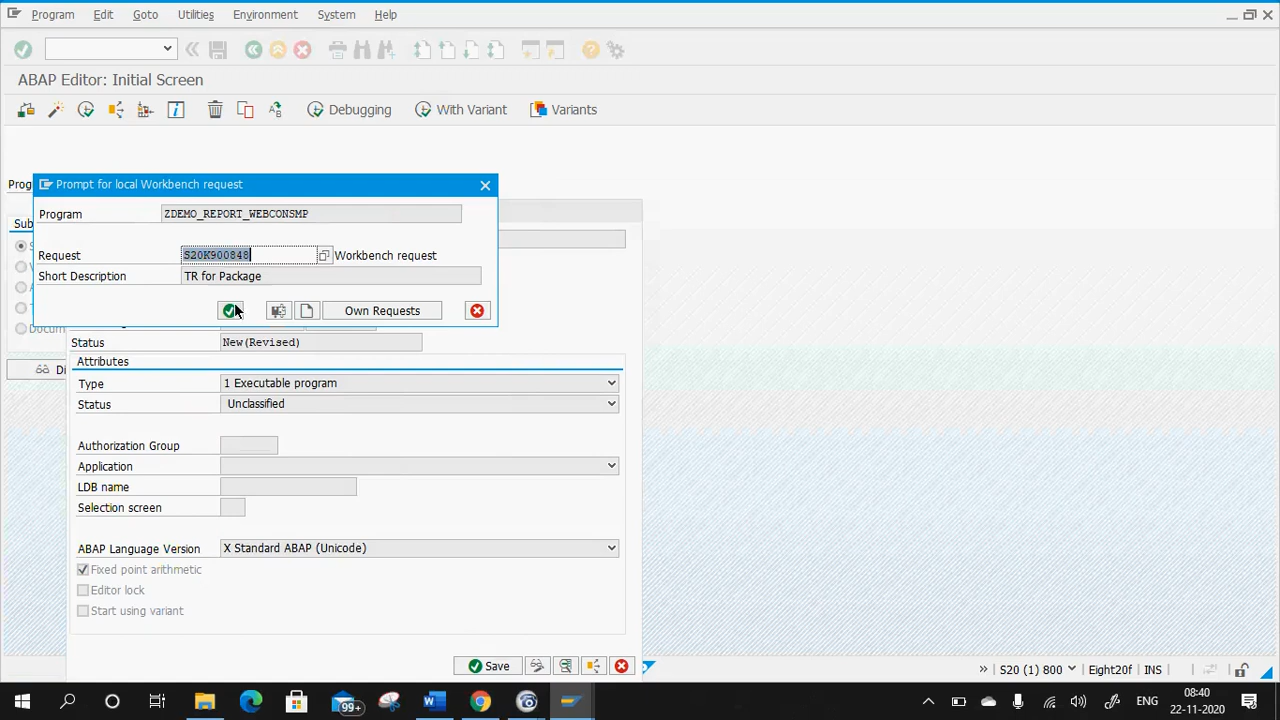 Program Edit Goto Utilities Environment System Help
ABAP Editor: Initial Screen
Debugging With Variant Variants
Prog
Prompt for local Workbench request
Program ZDEMO_REPORT_WEBCONSMP
Sub
Request S20K900848 Workbench request
Short Description TR for Package
Own Requests
Docum
Status New(Revised)
Attributes
Di
Type 1 Executable program
Status Unclassified
Authorization Group
Application
LDB name
Selection screen
ABAP Language Version X Standard ABAP (Unicode)
Fixed point arithmetic
Editor lock
Start using variant
Save
S20 (1) 800 Eight20f INS
99+
ENG
08:40
22-11-2020